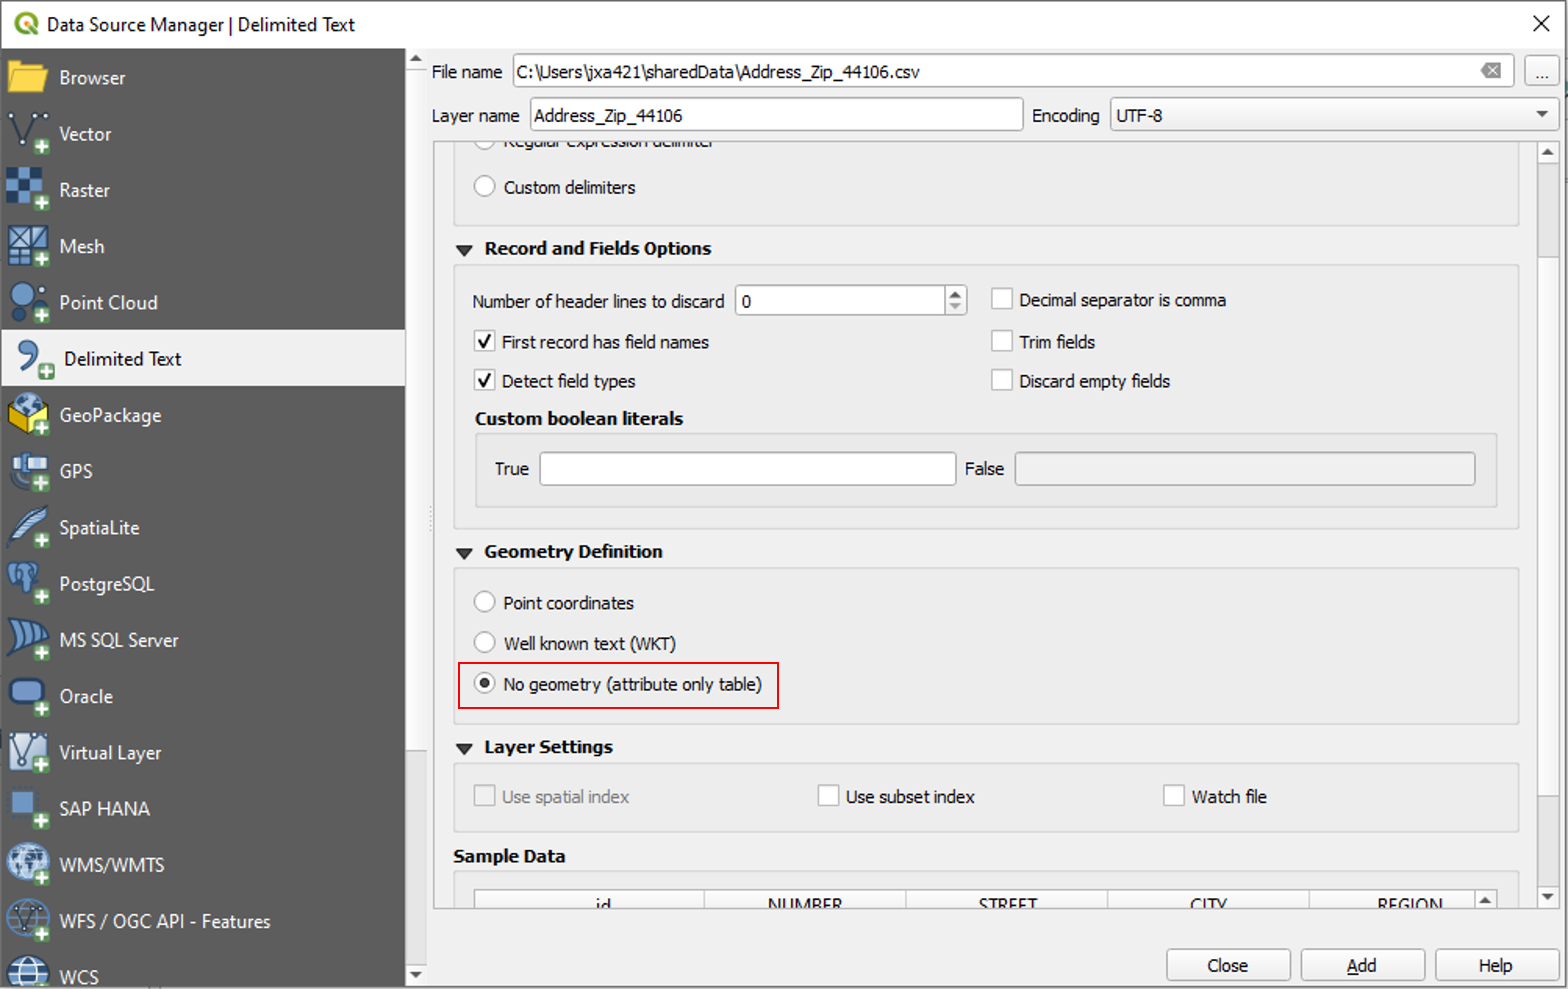 Data Source Manager | Delimited Text
Browser
Vector
Raster
Mesh
Point Cloud
Delimited Text
GeoPackage
GPS
SpatiaLite
PostgreSQL
MS SQL Server
Oracle
Virtual Layer
SAP HANA
WMS/WMTS
WFS / OGC API - Features
WCS
File name C:\Users\jxa421\sharedData\Address_Zip_44106.csv ...
Layer name Address_Zip_44106 Encoding UTF-8
Regular expression delimiter
Custom delimiters
Record and Fields Options
Number of header lines to discard 0 Decimal separator is comma
First record has field names Trim fields
Detect field types Discard empty fields
Custom boolean literals
True False
Geometry Definition
Point coordinates
Well known text (WKT)
No geometry (attribute only table)
Layer Settings
Use spatial index Use subset index Watch file
Sample Data
id NUMBER STREET CITY REGION
Close Add Help